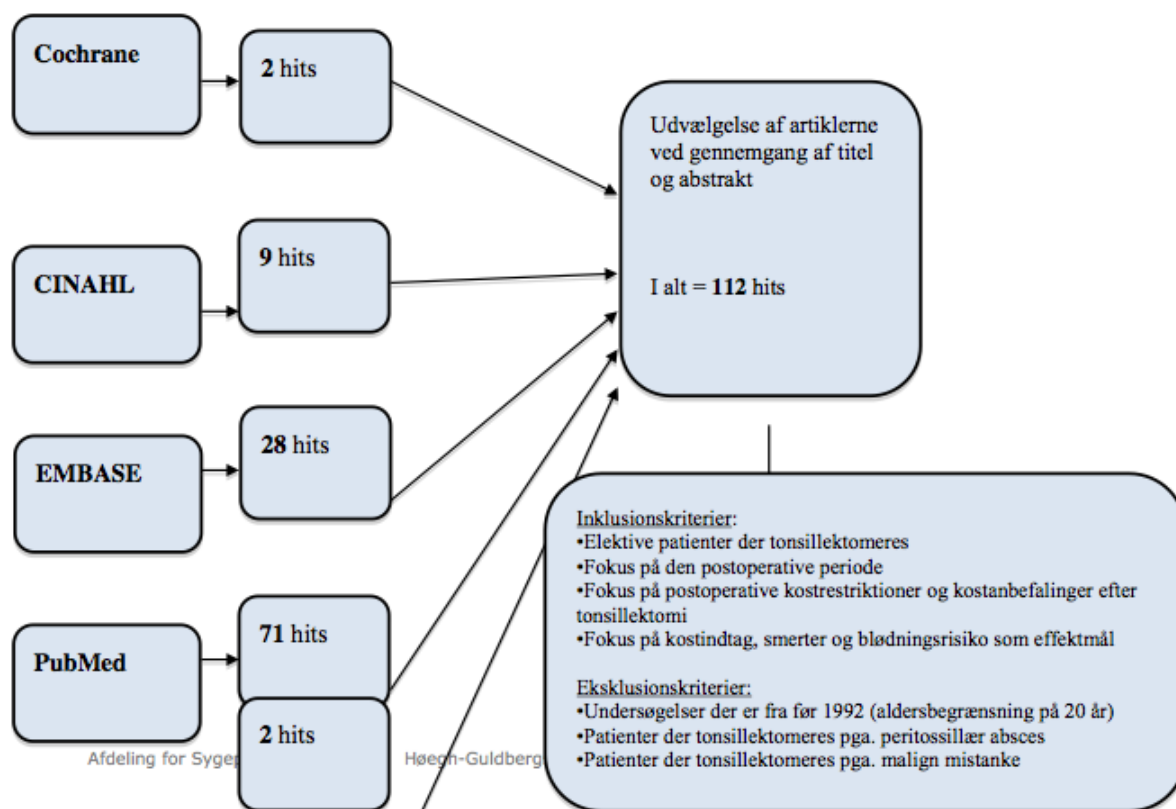 Cochrane
2 hits
CINAHL
9 hits
EMBASE
28 hits
PubMed
71 hits
2 hits
Udvælgelse af artiklerne
ved gennemgang af titel
og abstrakt
I alt = 112 hits
Inklusionskriterier:
•Elektive patienter der tonsillektomeres
•Fokus på den postoperative periode
•Fokus på postoperative kostrestriktioner og kostanbefalinger efter
tonsillektomi
•Fokus på kostindtag, smerter og blødningsrisiko som effektmål
Eksklusionskriterier:
•Undersøgelser der er fra før 1992 (aldersbegrænsning på 20 år)
•Patienter der tonsillektomeres pga. peritossillær absces
•Patienter der tonsillektomeres pga. malign mistanke
Afdeling for Høegh-Guldberg